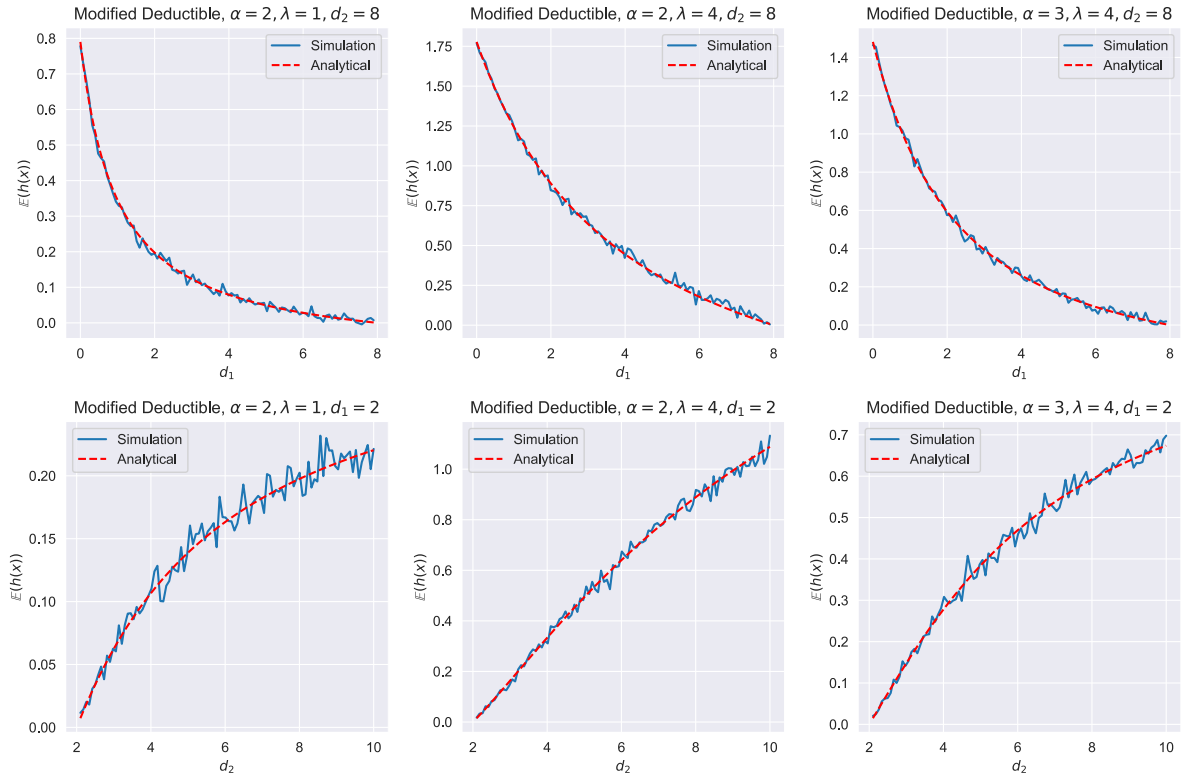 Modified Deductible, α = 2, λ = 1, d₂ = 8
0.8
0.7
0.6
0.5
0.4
0.3
0.2
0.1
0.0
𝔼(h(x))
Simulation
Analytical
0 2 4 6 8
d₁
Modified Deductible, α = 2, λ = 4, d₂ = 8
1.75
1.50
1.25
1.00
0.75
0.50
0.25
0.00
𝔼(h(x))
Simulation
Analytical
0 2 4 6 8
d₁
Modified Deductible, α = 3, λ = 4, d₂ = 8
1.4
1.2
1.0
0.8
0.6
0.4
0.2
0.0
𝔼(h(x))
Simulation
Analytical
0 2 4 6 8
d₁
Modified Deductible, α = 2, λ = 1, d₁ = 2
0.20
0.15
0.10
0.05
0.00
𝔼(h(x))
Simulation
Analytical
2 4 6 8 10
d₂
Modified Deductible, α = 2, λ = 4, d₁ = 2
1.0
0.8
0.6
0.4
0.2
0.0
𝔼(h(x))
Simulation
Analytical
2 4 6 8 10
d₂
Modified Deductible, α = 3, λ = 4, d₁ = 2
0.7
0.6
0.5
0.4
0.3
0.2
0.1
0.0
𝔼(h(x))
Simulation
Analytical
2 4 6 8 10
d₂